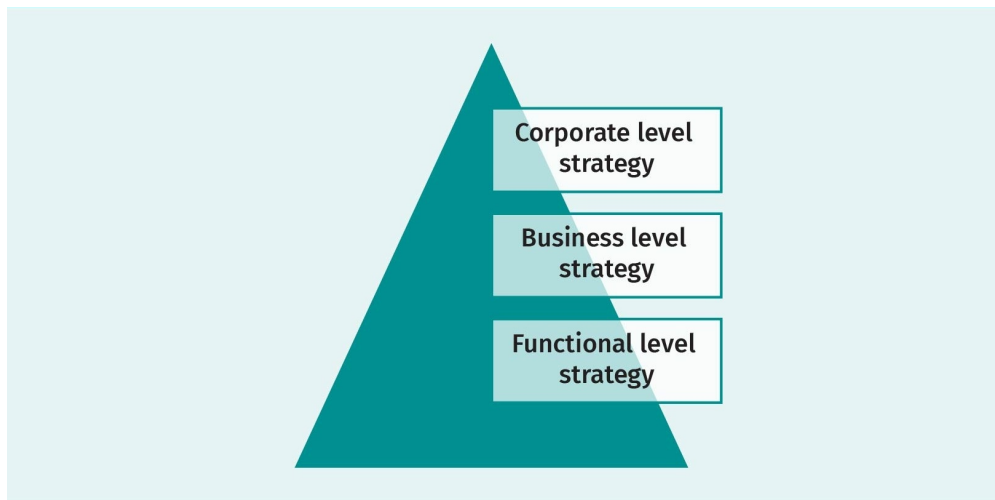 Corporate level
strategy
Business level
strategy
Functional level
strategy